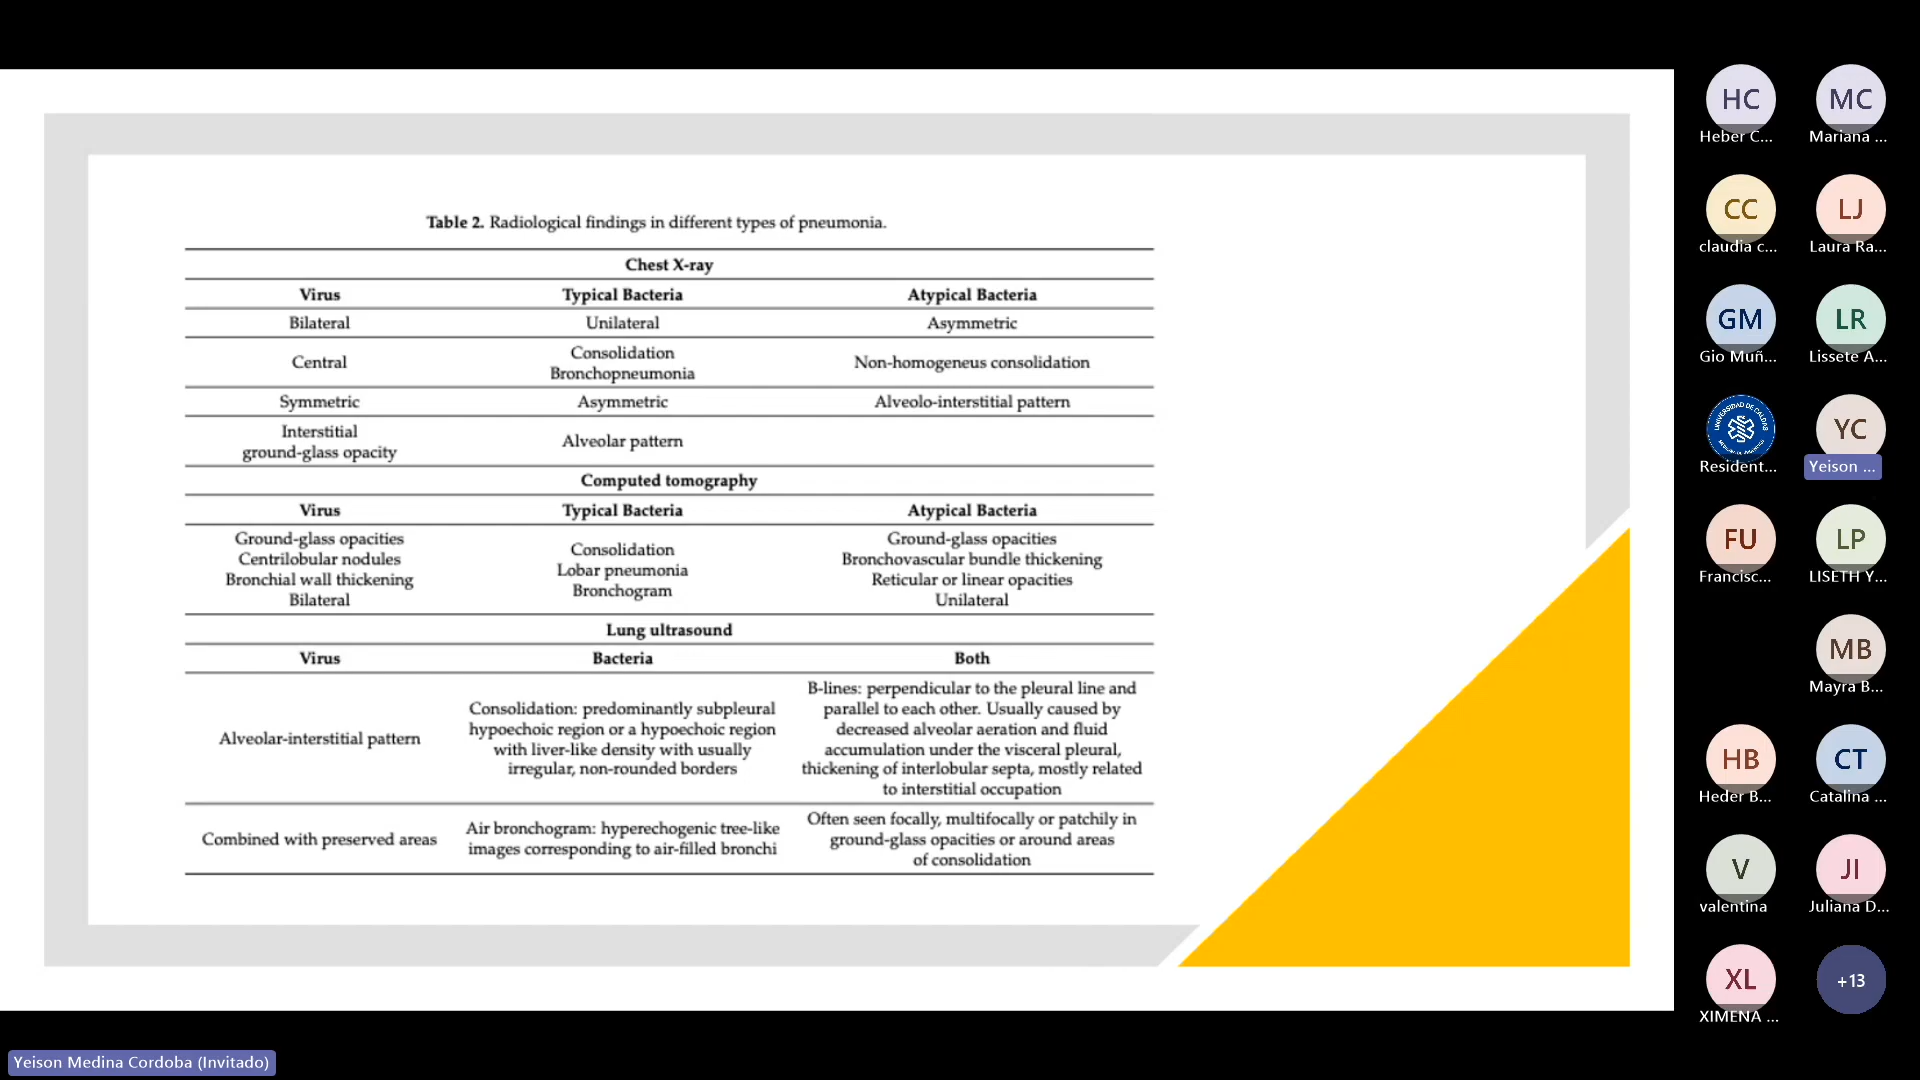 Table 2. Radiological findings in different types of pneumonia.
Chest X-ray
Virus Typical Bacteria Atypical Bacteria
Bilateral Unilateral Asymmetric
Central Consolidation Bronchopneumonia Non-homogeneus consolidation
Symmetric Asymmetric Alveolo-interstitial pattern
Interstitial ground-glass opacity Alveolar pattern
Computed tomography
Virus Typical Bacteria Atypical Bacteria
Ground-glass opacities
Centrilobular nodules
Bronchial wall thickening
Bilateral
Consolidation
Lobar pneumonia
Bronchogram
Ground-glass opacities
Bronchovascular bundle thickening
Reticular or linear opacities
Unilateral
Lung ultrasound
Virus Bacteria Both
Alveolar-interstitial pattern
Consolidation: predominantly subpleural
hypoechoic region or a hypoechoic region
with liver-like density with usually
irregular, non-rounded borders
B-lines: perpendicular to the pleural line and
parallel to each other. Usually caused by
decreased alveolar aeration and fluid
accumulation under the visceral pleural,
thickening of interlobular septa, mostly related
to interstitial occupation
Combined with preserved areas
Air bronchogram: hyperechogenic tree-like
images corresponding to air-filled bronchi
Often seen focally, multifocally or patchily in
ground-glass opacities or around areas
of consolidation
HC MC
Heber C... Mariana ...
CC LJ
claudia c... Laura Ra...
GM LR
Gio Muñ... Lissete A...
UNIVERSIDAD DE CALDAS
YC
Resident... Yeison ...
FU LP
Francisc... LISETH Y...
MB
Mayra B...
HB CT
Heder B... Catalina ...
V JI
valentina Juliana D...
XL +13
XIMENA ...
Yeison Medina Cordoba (Invitado)